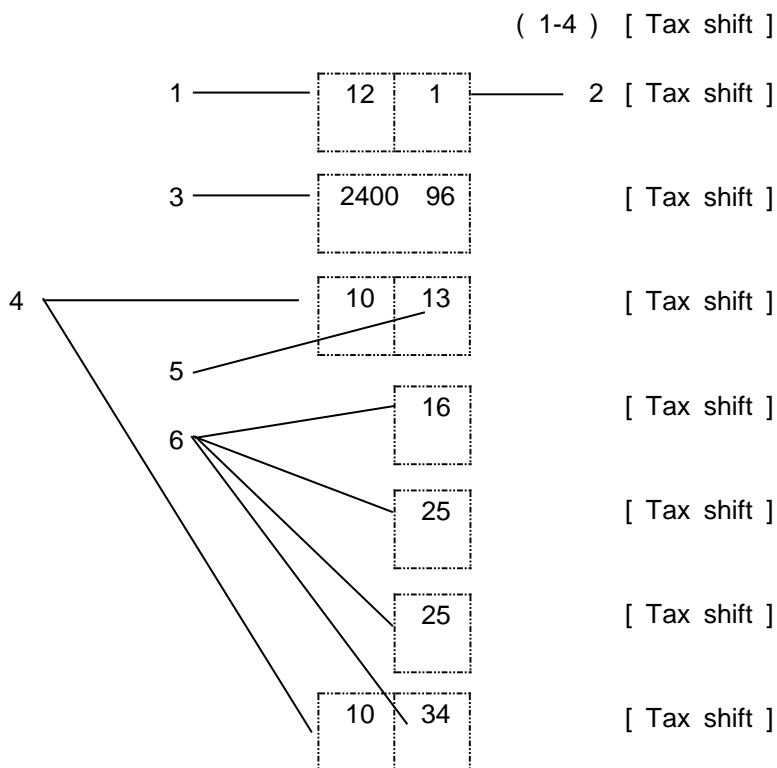 ( 1-4 ) [ Tax shift ]
1 12 1 2 [ Tax shift ]
3 2400 96 [ Tax shift ]
4 10 13 [ Tax shift ]
5
16 [ Tax shift ]
6
25 [ Tax shift ]
25 [ Tax shift ]
10 34 [ Tax shift ]